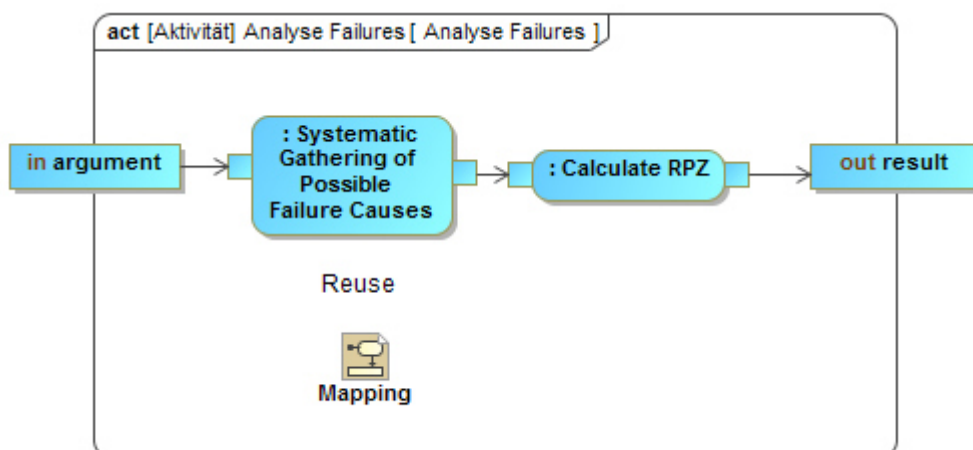 act [Aktivität] Analyse Failures [ Analyse Failures ]
in argument
: Systematic
Gathering of
Possible
Failure Causes
: Calculate RPZ
out result
Reuse
Mapping